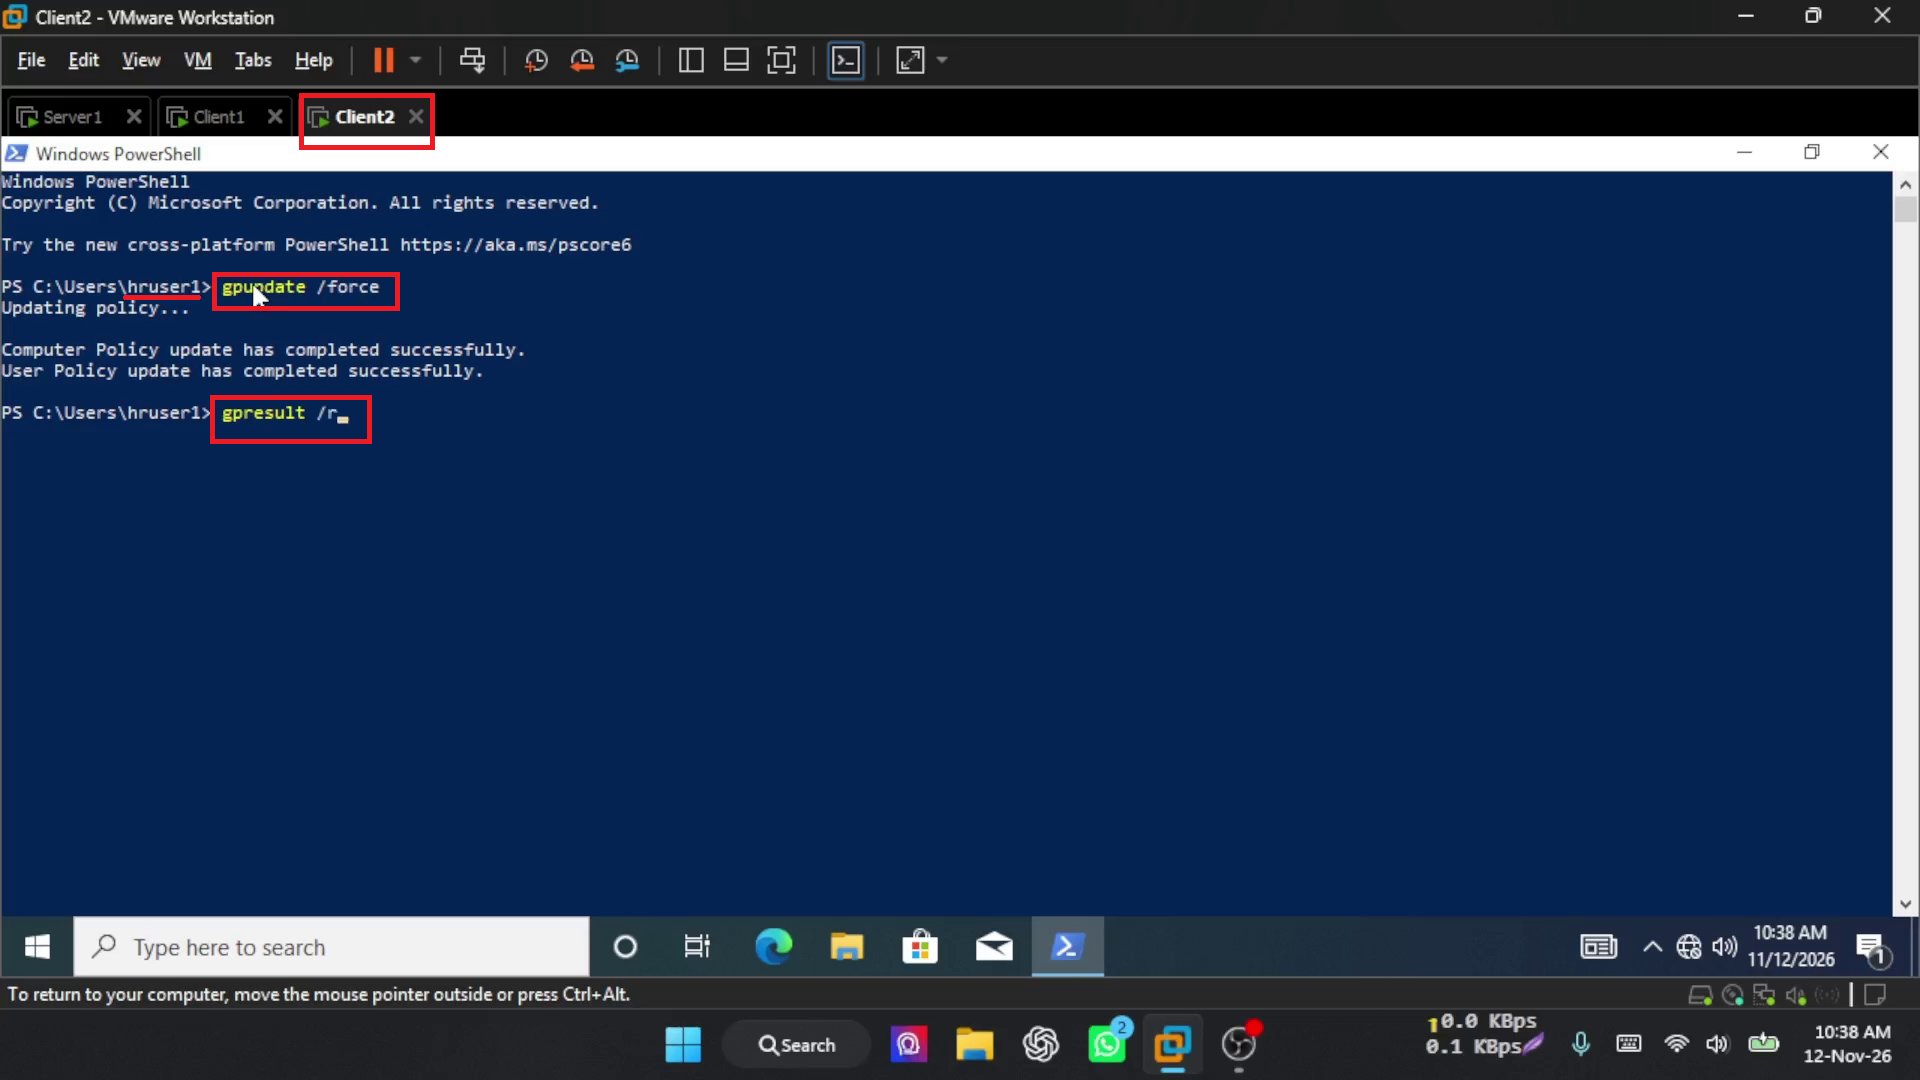 Client2 - VMware Workstation
File Edit View VM Tabs Help
Server1 Client1 Client2
Windows PowerShell
Windows PowerShell
Copyright (C) Microsoft Corporation. All rights reserved.
Try the new cross-platform PowerShell https://aka.ms/pscore6
PS C:\Users\hruser1> gpupdate /force
Updating policy...
Computer Policy update has completed successfully.
User Policy update has completed successfully.
PS C:\Users\hruser1> gpresult /r_
Type here to search
10:38 AM
11/12/2026
1
To return to your computer, move the mouse pointer outside or press Ctrl+Alt.
Search
2
0.0 KBps
0.1 KBps
10:38 AM
12-Nov-26